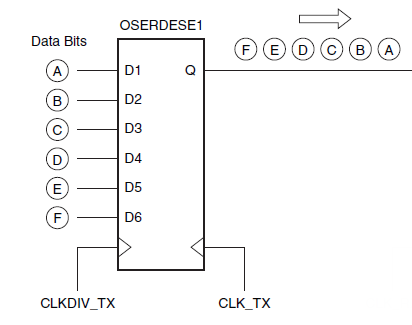 OSERDESE1
Data Bits
F E D C B A
A D1 Q
B D2
C D3
D D4
E D5
F D6
CLKDIV_TX CLK_TX